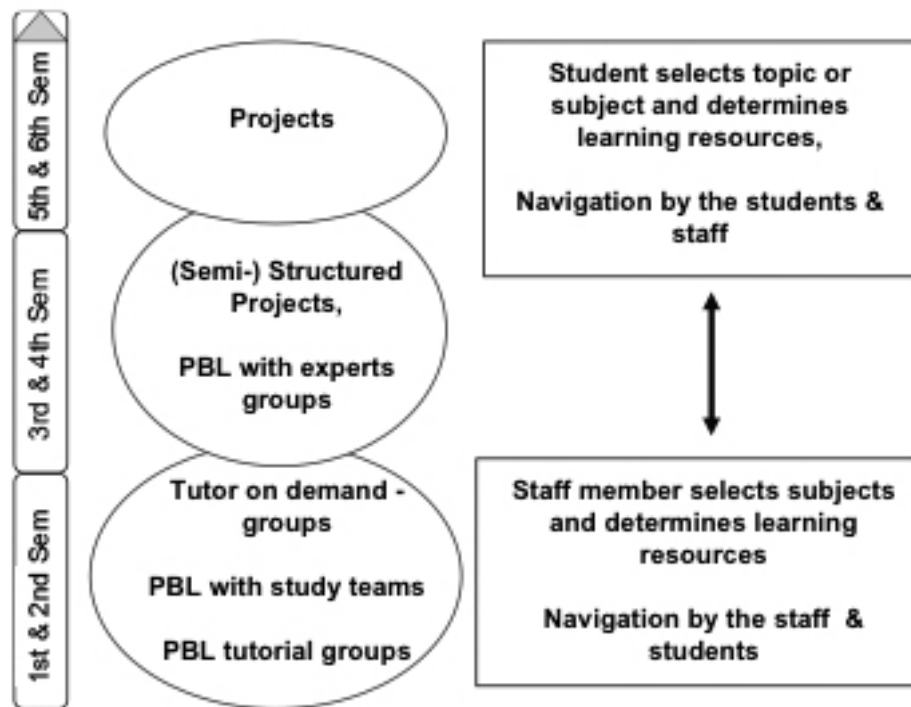 5th & 6th Sem
Projects
Student selects topic or
subject and determines
learning resources,
Navigation by the students &
staff
3rd & 4th Sem
(Semi-) Structured
Projects,
PBL with experts
groups
1st & 2nd Sem
Tutor on demand -
groups
PBL with study teams
PBL tutorial groups
Staff member selects subjects
and determines learning
resources
Navigation by the staff &
students